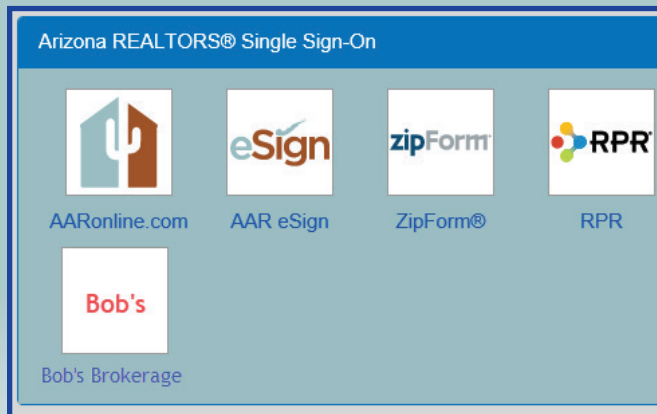 Arizona REALTORS® Single Sign-On
eSign
zipForm
RPR
AARonline.com
AAR eSign
ZipForm®
RPR
Bob's
Bob's Brokerage